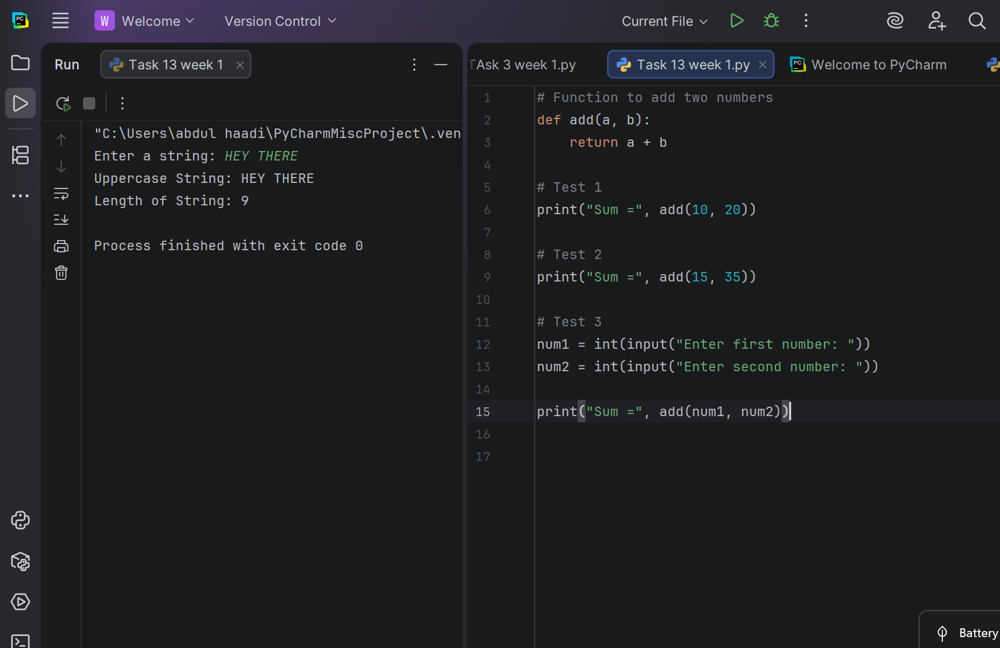 PC
W Welcome Version Control Current File
Run Task 13 week 1
TAsk 3 week 1.py Task 13 week 1.py PC Welcome to PyCharm
"C:\Users\abdul haadi\PyCharmMiscProject\.ven
Enter a string: HEY THERE
Uppercase String: HEY THERE
Length of String: 9
Process finished with exit code 0
1 # Function to add two numbers
2 def add(a, b):
3 return a + b
4
5 # Test 1
6 print("Sum =", add(10, 20))
7
8 # Test 2
9 print("Sum =", add(15, 35))
10
11 # Test 3
12 num1 = int(input("Enter first number: "))
13 num2 = int(input("Enter second number: "))
14
15 print("Sum =", add(num1, num2))
16
17
Battery